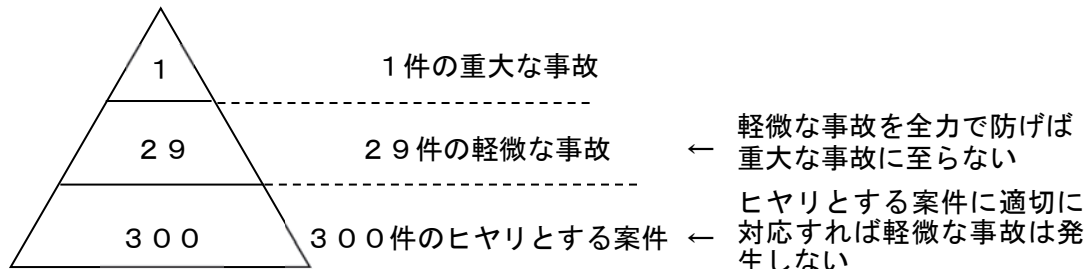 1
1件の重大な事故
29
29件の軽微な事故
←
軽微な事故を全力で防げば
重大な事故に至らない
300
300件のヒヤリとする案件
←
ヒヤリとする案件に適切に
対応すれば軽微な事故は発
生しない